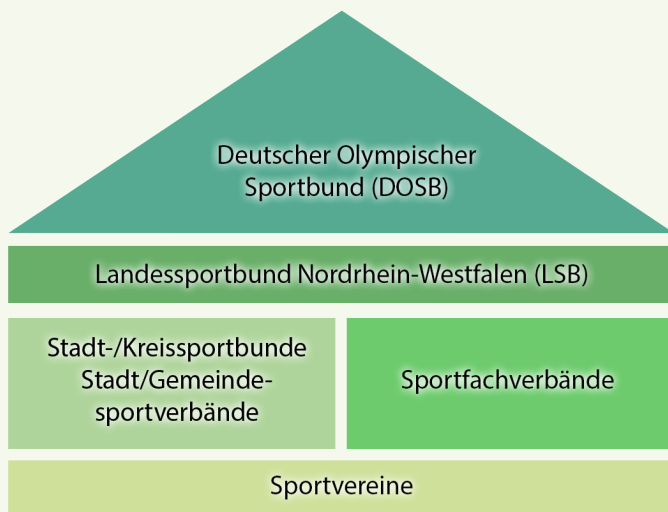 Deutscher Olympischer
Sportbund (DOSB)
Landessportbund Nordrhein-Westfalen (LSB)
Stadt-/Kreissportbunde
Stadt/Gemeinde-
sportverbände
Sportfachverbände
Sportvereine